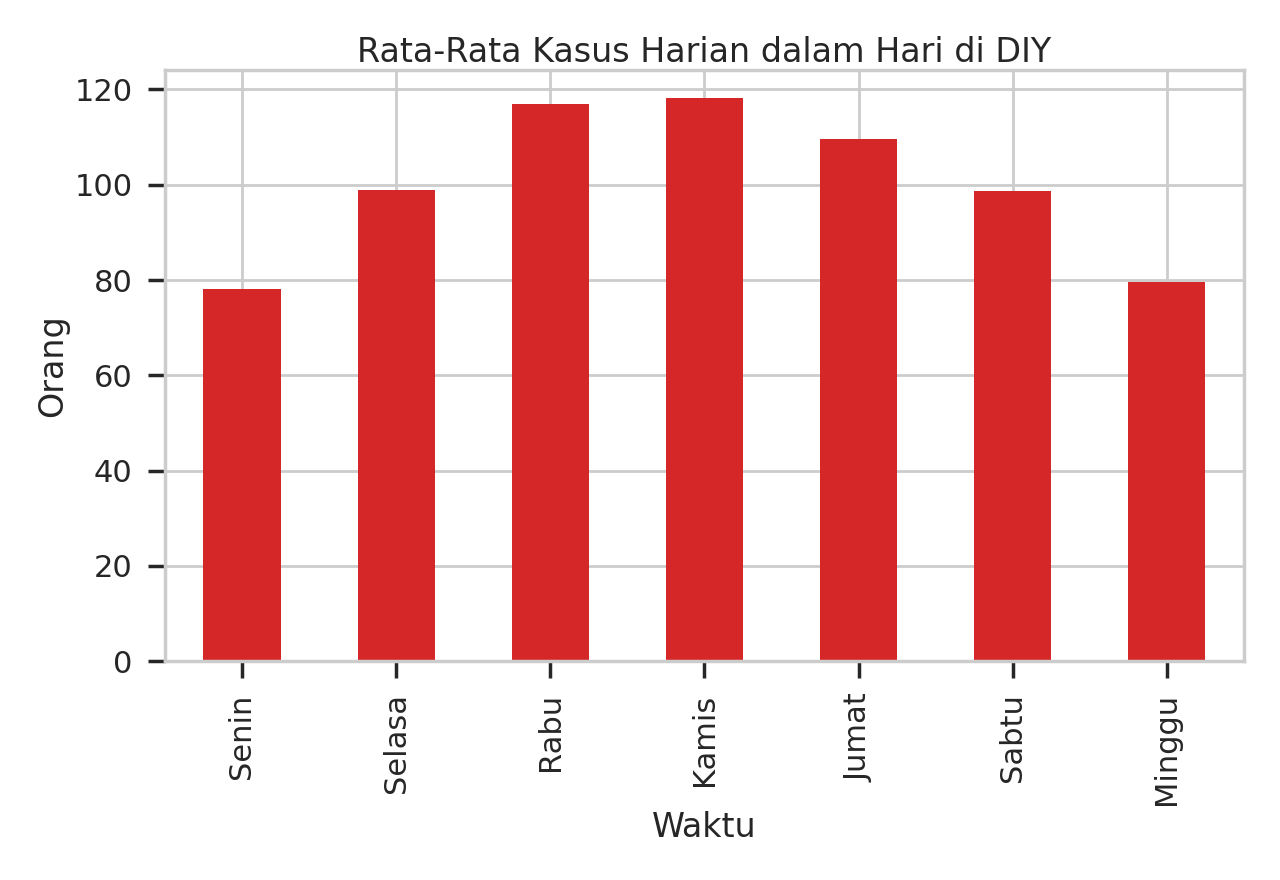 Rata-Rata Kasus Harian dalam Hari di DIY
120
100
80
60
40
20
0
Orang
Senin
Selasa
Rabu
Kamis
Jumat
Sabtu
Minggu
Waktu